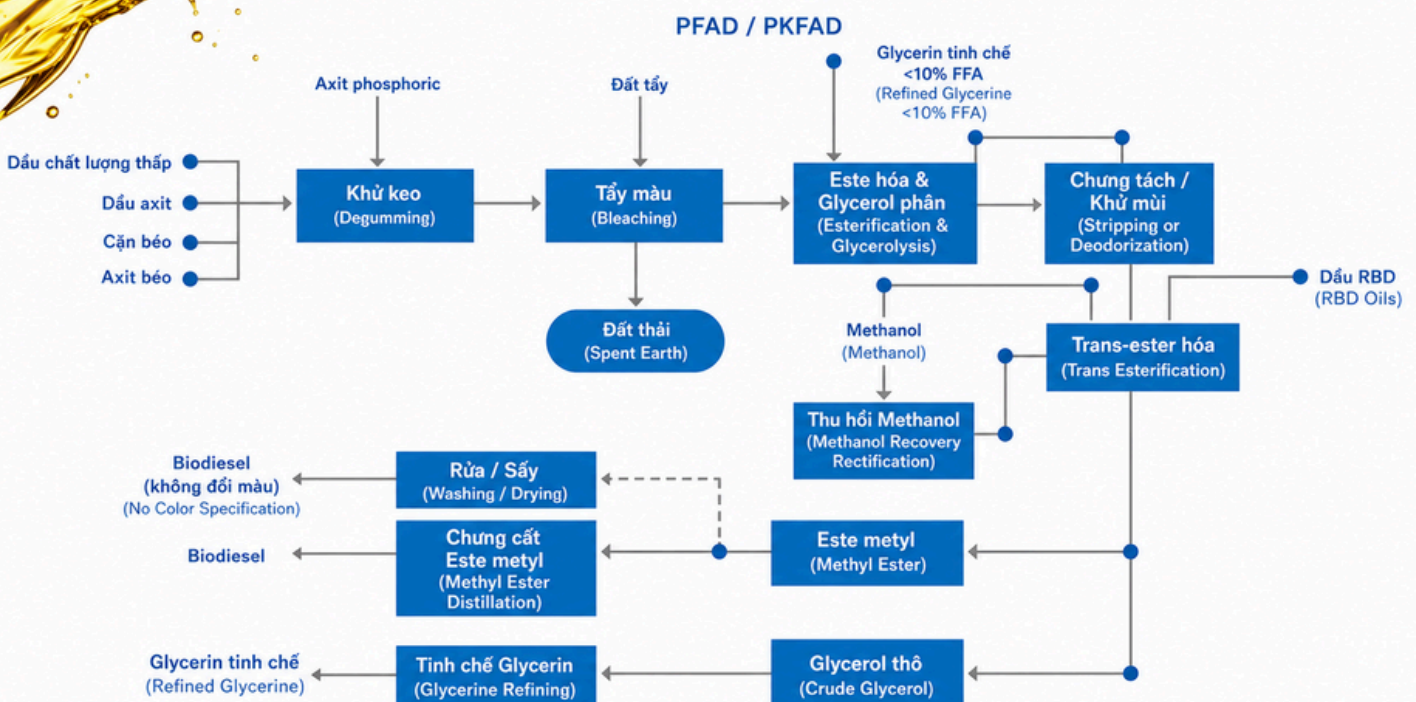 PFAD / PKFAD
Glycerin tinh chế
<10% FFA
(Refined Glycerine
<10% FFA)
Axit phosphoric
Đất tẩy
Dầu chất lượng thấp
Dầu axit
Cặn béo
Axit béo
Khử keo
(Degumming)
Tẩy màu
(Bleaching)
Este hóa &
Glycerol phân
(Esterification &
Glycerolysis)
Chưng tách /
Khử mùi
(Stripping or
Deodorization)
Đất thải
(Spent Earth)
Dầu RBD
(RBD Oils)
Methanol
(Methanol)
Trans-ester hóa
(Trans Esterification)
Thu hồi Methanol
(Methanol Recovery
Rectification)
Biodiesel
(không đổi màu)
(No Color Specification)
Rửa / Sấy
(Washing / Drying)
Biodiesel
Chưng cất
Este metyl
(Methyl Ester
Distillation)
Este metyl
(Methyl Ester)
Glycerin tinh chế
(Refined Glycerine)
Tinh chế Glycerin
(Glycerine Refining)
Glycerol thô
(Crude Glycerol)